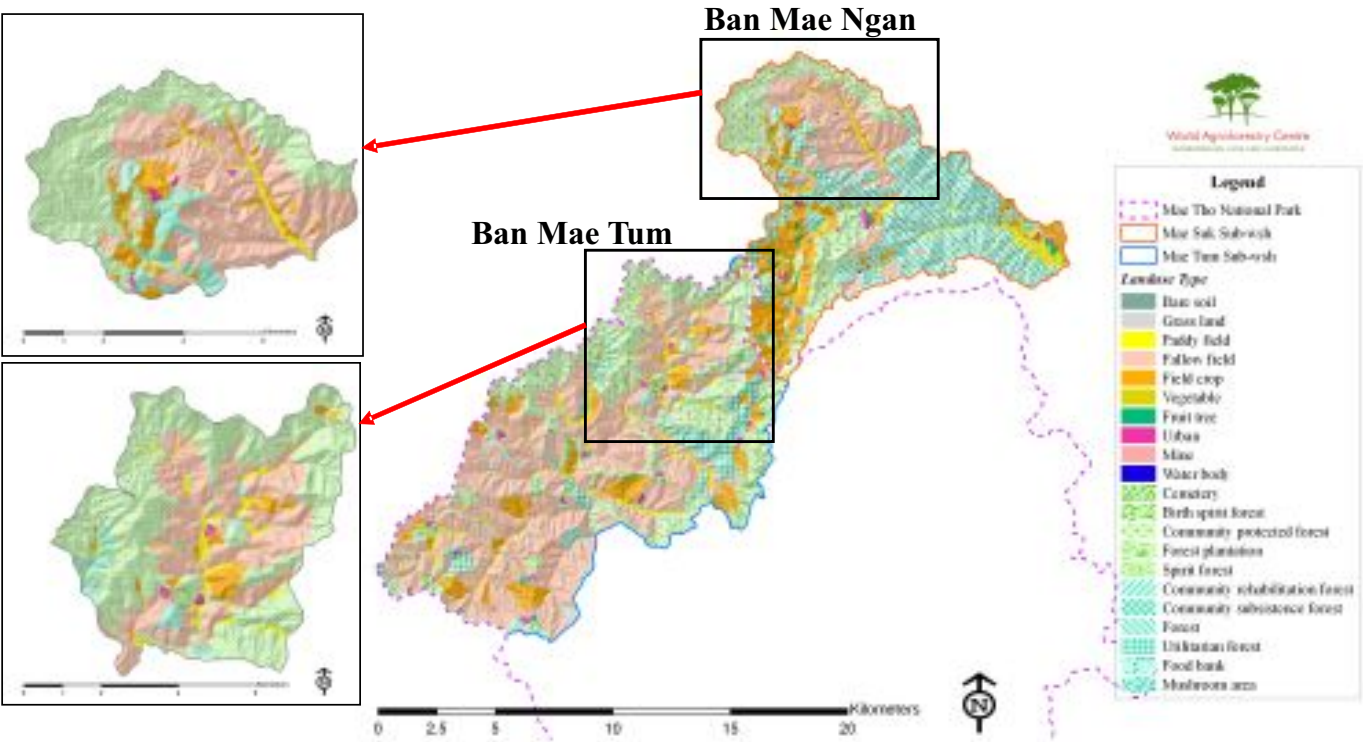 Ban Mae Ngan
Ban Mae Tum
World Agroforestry Centre
Legend
Mae Tho National Park
Mae Suk Sub-wsh
Mae Tum Sub-wsh
Landuse Type
Bare soil
Grass land
Paddy field
Fallow field
Field crop
Vegetable
Fruit tree
Urban
Mine
Water body
Cemetery
Birth spirit forest
Community protected forest
Forest plantation
Spirit forest
Community rehabilitation forest
Community subsistence forest
Forest
Utilitarian forest
Food bank
Mushroom area
N
Kilometers
0 2.5 5 10 15 20